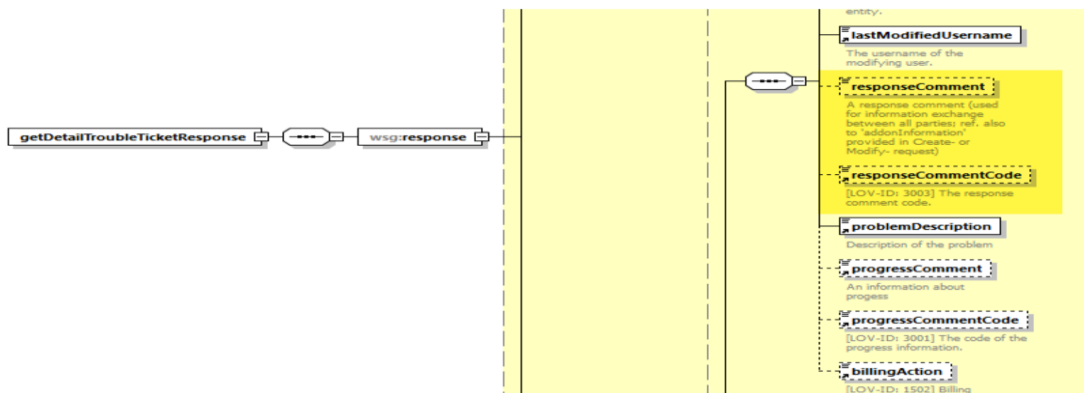 entity.
lastModifiedUsername
The username of the
modifying user.
responseComment
A response comment (used
for information exchange
between all parties; ref. also
to 'addonInformation'
provided in Create- or
Modify- request)
getDetailTroubleTicketResponse
wsg:response
responseCommentCode
[LOV-ID: 3003] The response
comment code.
problemDescription
Description of the problem
progressComment
An information about
progess
progressCommentCode
[LOV-ID: 3001] The code of the
progress information.
billingAction
[LOV-ID: 1502] Billing